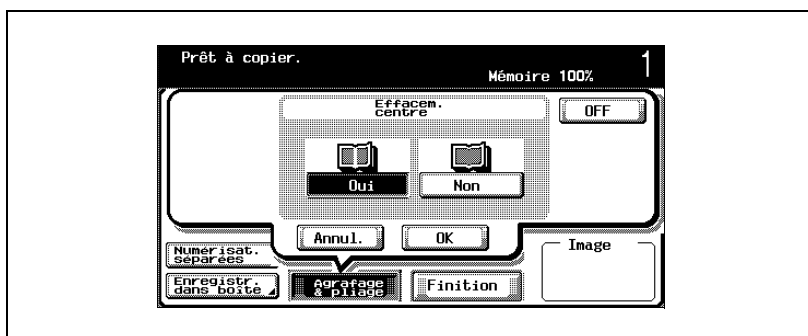 Prêt à copier.
Mémoire 100% 1
Effacem.
centre
OFF
Oui Non
Annul. OK
Numérisat.
séparées
Image
Enregistr.
dans boîte
Agrafage
& pliage
Finition